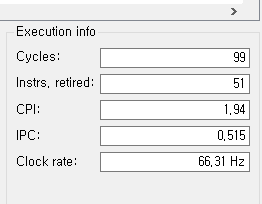 Execution info
Cycles: 99
Instrs. retired: 51
CPI: 1.94
IPC: 0.515
Clock rate: 66.31 Hz